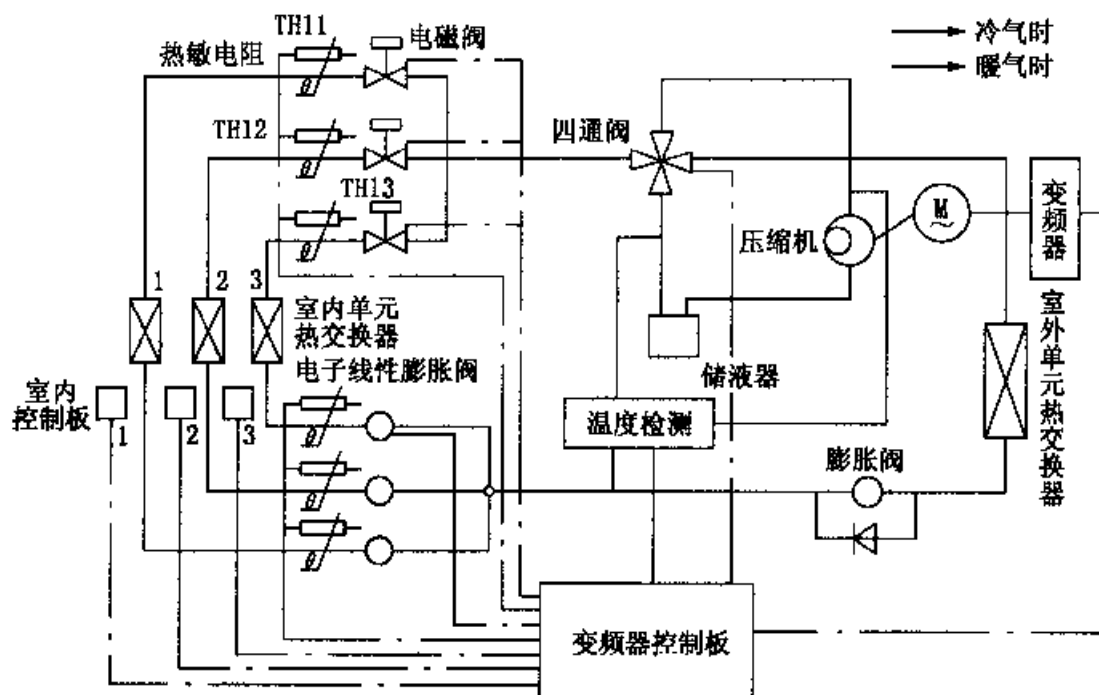 TH11
电磁阀
热敏电阻
冷气时
暖气时
TH12
四通阀
TH13
变频器
M
~
压缩机
1
2
3
室内单元
热交换器
电子线性膨胀阀
室外单元热交换器
储液器
室内
控制板
1
2
3
温度检测
膨胀阀
θ
θ
θ
θ
θ
θ
变频器控制板